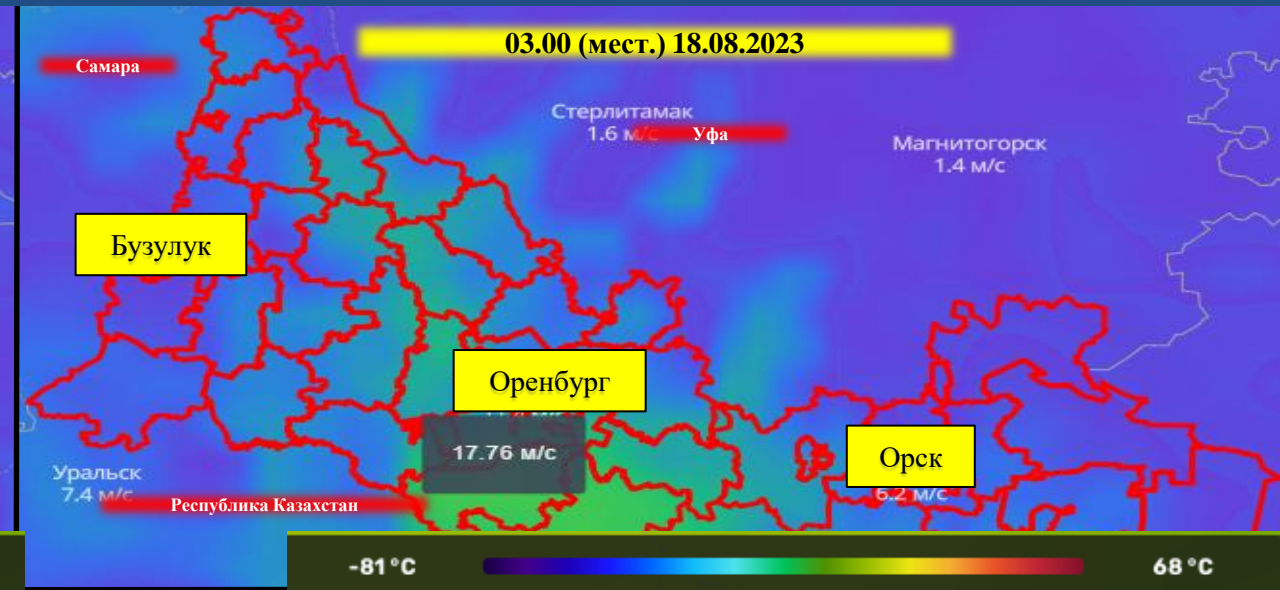 03.00 (мест.) 18.08.2023
Самара
Стерлитамак
1.6 м/с
Уфа
Магнитогорск
1.4 м/с
Бузулук
Оренбург
17.76 м/с
Орск
6.2 м/с
Уральск
7.4 м/с
Республика Казахстан
-81°C
68°C